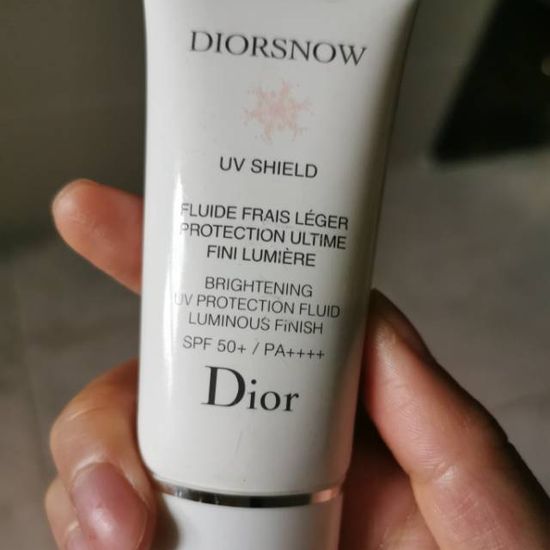 DIORSNOW
UV SHIELD
FLUIDE FRAIS LÉGER
PROTECTION ULTIME
FINI LUMIÈRE
BRIGHTENING
UV PROTECTION FLUID
LUMINOUS FINISH
SPF 50+ / PA++++
Dior